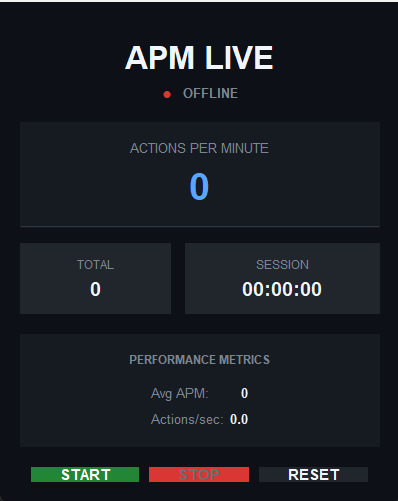 APM LIVE
● OFFLINE
ACTIONS PER MINUTE
0
TOTAL
0
SESSION
00:00:00
PERFORMANCE METRICS
Avg APM: 0
Actions/sec: 0.0
START STOP RESET